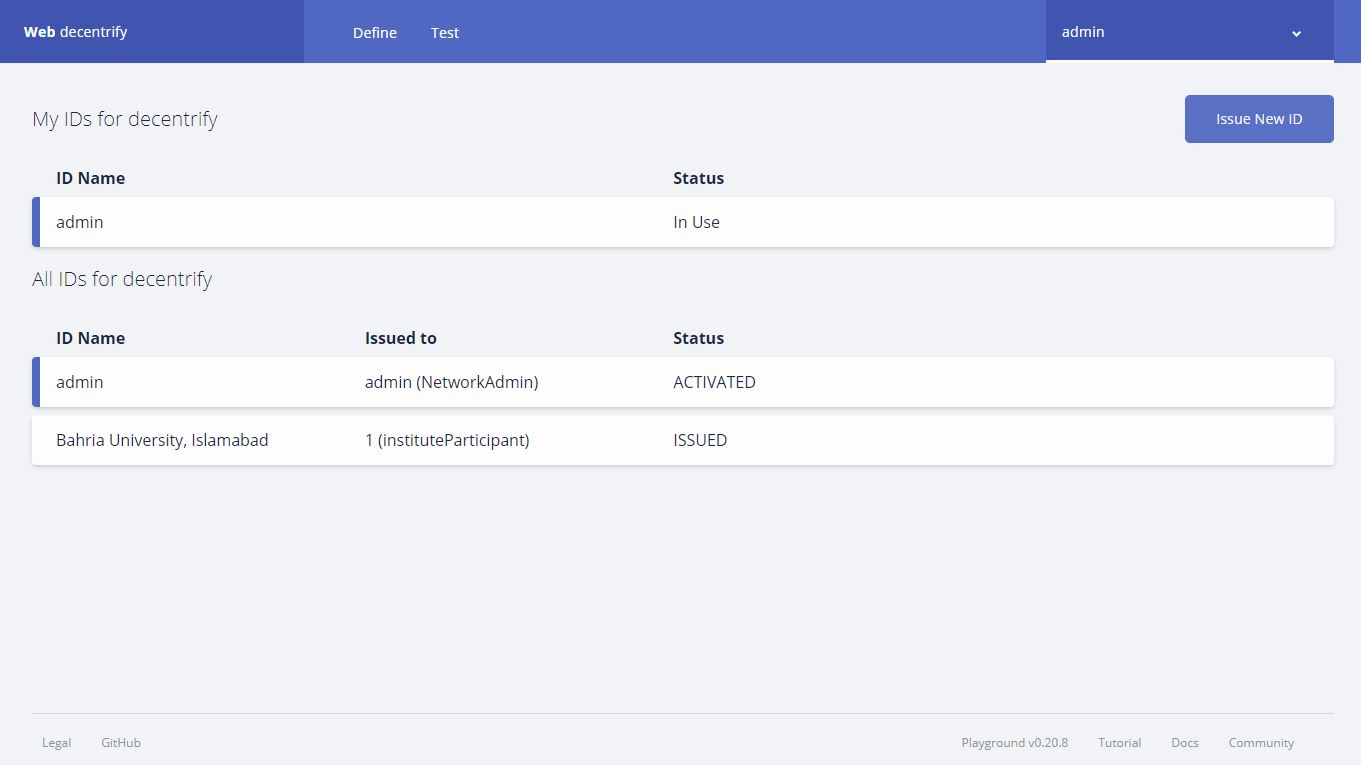 Web decentrify Define Test admin
My IDs for decentrify Issue New ID
ID Name Status
admin In Use
All IDs for decentrify
ID Name Issued to Status
admin admin (NetworkAdmin) ACTIVATED
Bahria University, Islamabad 1 (instituteParticipant) ISSUED
Legal GitHub Playground v0.20.8 Tutorial Docs Community